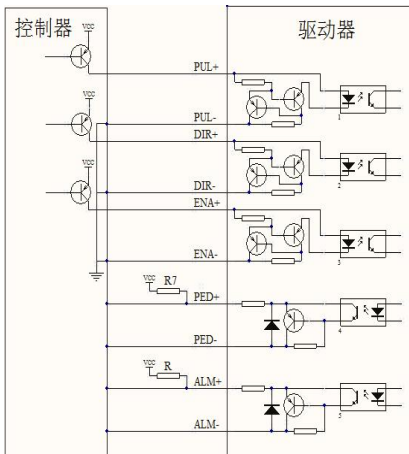 控制器
驱动器
VCC
PUL+
VCC
1
PUL-
DIR+
VCC
2
DIR-
ENA+
3
ENA-
VCC
R7
PED+
4
PED-
VCC
R
ALM+
5
ALM-